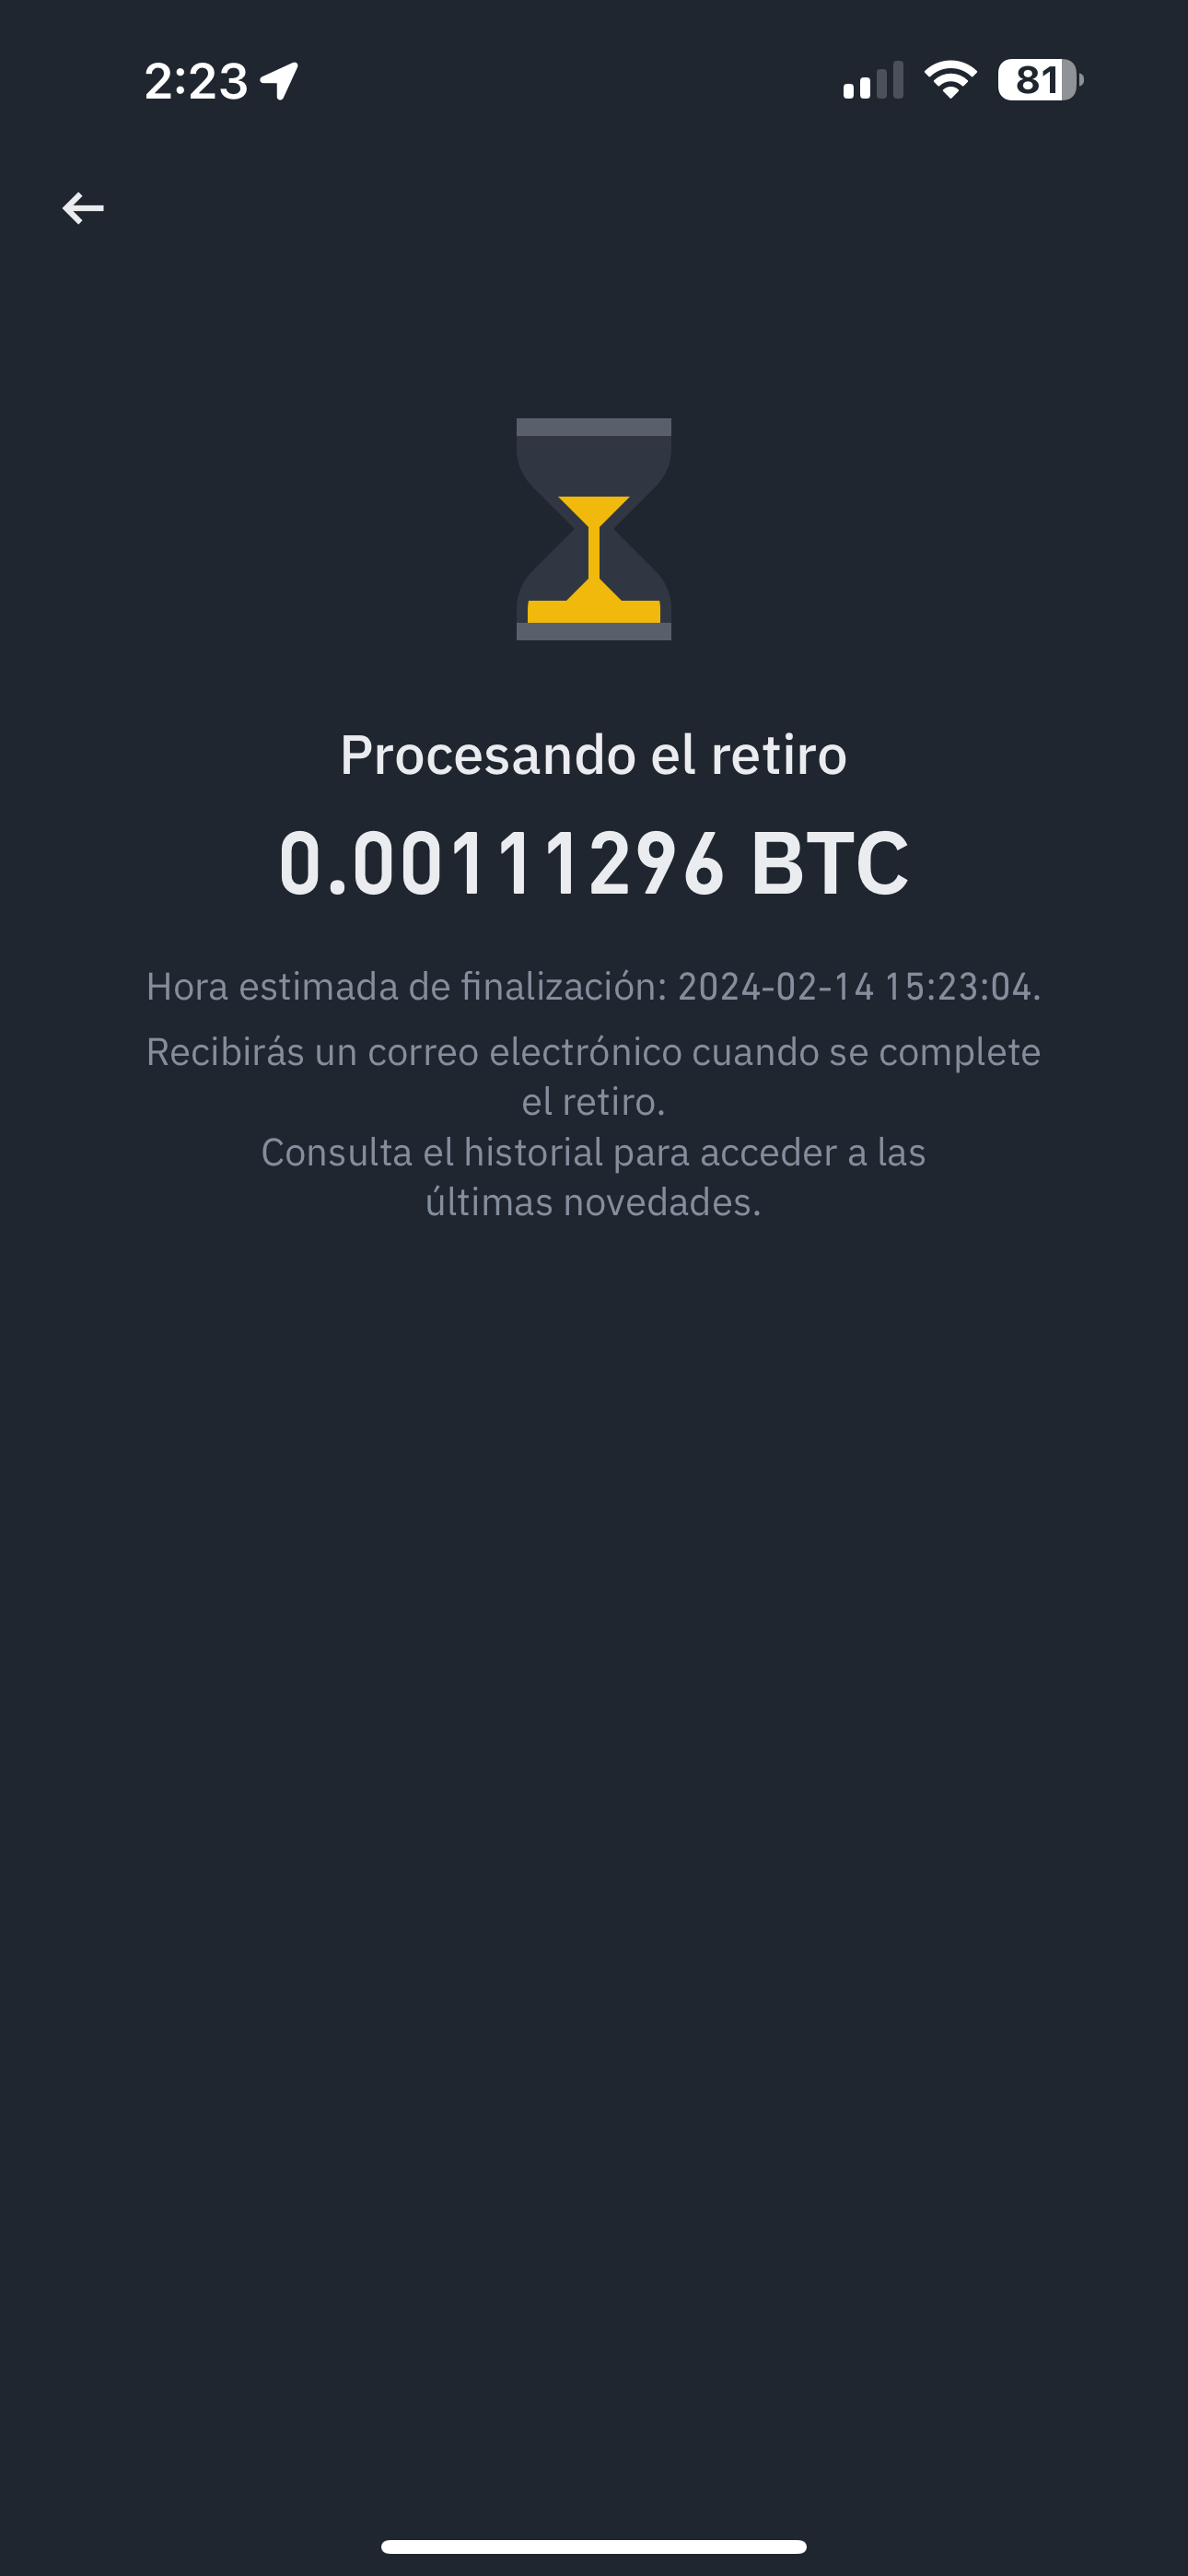 2:23
81
Procesando el retiro
0.00111296 BTC
Hora estimada de finalización: 2024-02-14 15:23:04.
Recibirás un correo electrónico cuando se complete
el retiro.
Consulta el historial para acceder a las
últimas novedades.